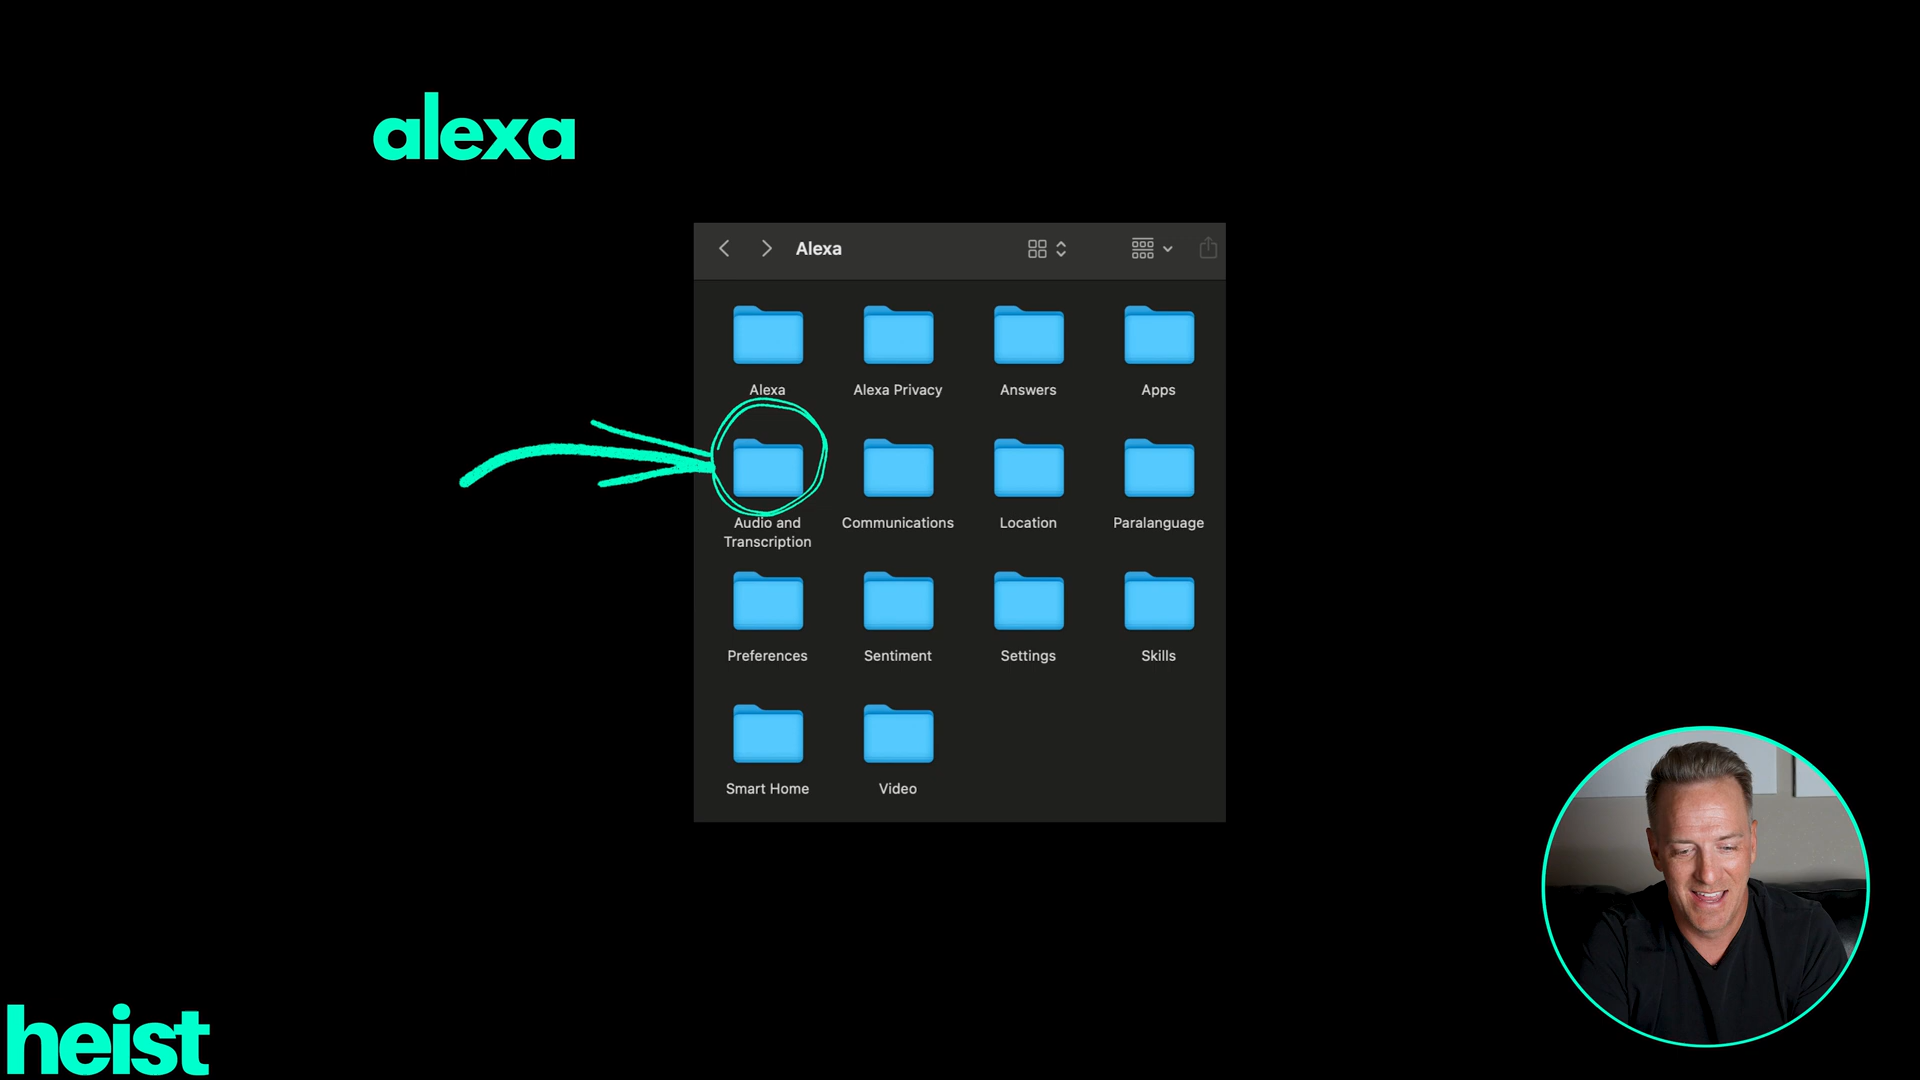 alexa
Alexa
Alexa
Alexa Privacy
Answers
Apps
Audio and
Transcription
Communications
Location
Paralanguage
Preferences
Sentiment
Settings
Skills
Smart Home
Video
heist